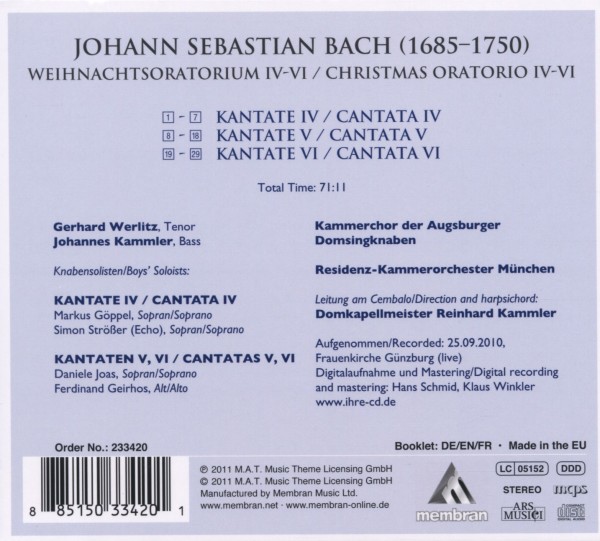 JOHANN SEBASTIAN BACH (1685–1750)
WEIHNACHTSORATORIUM IV-VI / CHRISTMAS ORATORIO IV-VI
1 - 7 KANTATE IV / CANTATA IV
8 - 18 KANTATE V / CANTATA V
19 - 29 KANTATE VI / CANTATA VI
Total Time: 71:11
Gerhard Werlitz, Tenor
Johannes Kammler, Bass
Knabensolisten/Boys' Soloists:
KANTATE IV / CANTATA IV
Markus Göppel, Sopran/Soprano
Simon Strößer (Echo), Sopran/Soprano
KANTATEN V, VI / CANTATAS V, VI
Daniele Joas, Sopran/Soprano
Ferdinand Geirhos, Alt/Alto
Kammerchor der Augsburger
Domsingknaben
Residenz-Kammerorchester München
Leitung am Cembalo/Direction and harpsichord:
Domkapellmeister Reinhard Kammler
Aufgenommen/Recorded: 25.09.2010,
Frauenkirche Günzburg (live)
Digitalaufnahme und Mastering/Digital recording
and mastering: Hans Schmid, Klaus Winkler
www.ihre-cd.de
Order No.: 233420
Booklet: DE/EN/FR • Made in the EU
8 85150 33420 1
℗ 2011 M.A.T. Music Theme Licensing GmbH
© 2011 M.A.T. Music Theme Licensing GmbH
Manufactured by Membran Music Ltd.
www.membran.net · www.membran-online.de
membran
LC 05152 DDD
STEREO mcps
ARS MUSICI
COMPACT disc DIGITAL AUDIO